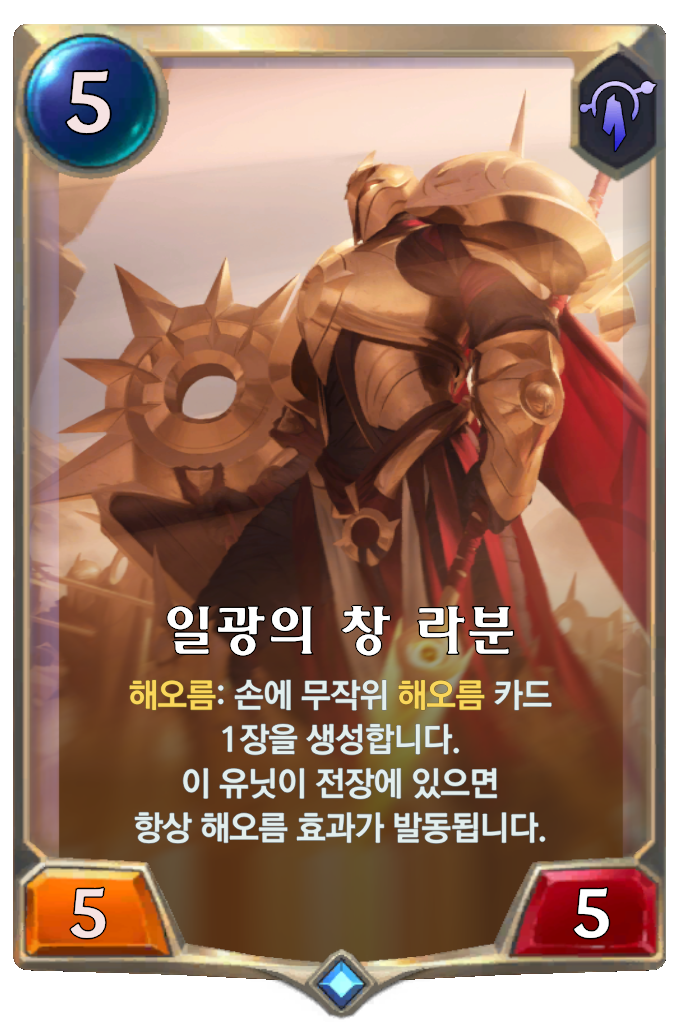 5
일광의 창 라분
해오름: 손에 무작위 해오름 카드
1장을 생성합니다.
이 유닛이 전장에 있으면
항상 해오름 효과가 발동됩니다.
5
5